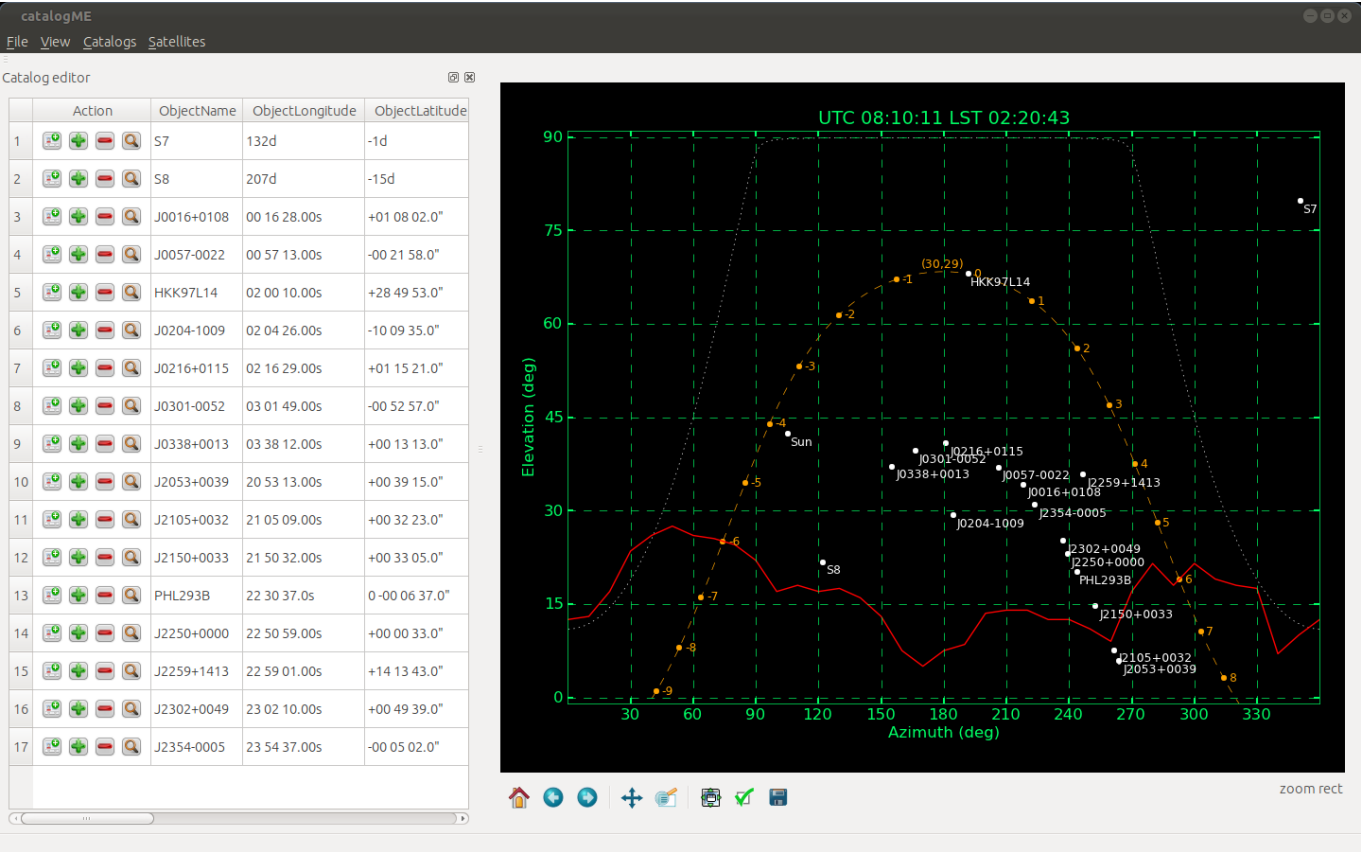 catalogME
File View Catalogs Satellites
Catalog editor
Action ObjectName ObjectLongitude ObjectLatitude
1 S7 132d -1d
2 S8 207d -15d
3 J0016+0108 00 16 28.00s +01 08 02.0"
4 J0057-0022 00 57 13.00s -00 21 58.0"
5 HKK97L14 02 00 10.00s +28 49 53.0"
6 J0204-1009 02 04 26.00s -10 09 35.0"
7 J0216+0115 02 16 29.00s +01 15 21.0"
8 J0301-0052 03 01 49.00s -00 52 57.0"
9 J0338+0013 03 38 12.00s +00 13 13.0"
10 J2053+0039 20 53 13.00s +00 39 15.0"
11 J2105+0032 21 05 09.00s +00 32 23.0"
12 J2150+0033 21 50 32.00s +00 33 05.0"
13 PHL293B 22 30 37.0s 0 -00 06 37.0"
14 J2250+0000 22 50 59.00s +00 00 33.0"
15 J2259+1413 22 59 01.00s +14 13 43.0"
16 J2302+0049 23 02 10.00s +00 49 39.0"
17 J2354-0005 23 54 37.00s -00 05 02.0"
UTC 08:10:11 LST 02:20:43
90
75
60
45
30
15
0
Elevation (deg)
S7
(30,29)
-1
0
HKK97L14
-2
1
-3
2
-4
3
Sun
J0216+0115
J0301-0052
J0338+0013
J0057-0022
4
J2259+1413
-5
J0016+0108
J2354-0005
J0204-1009
5
-6
J2302+0049
J2250+0000
S8
PHL293B
6
-7
J2150+0033
7
-8
J2105+0032
J2053+0039
8
-9
30 60 90 120 150 180 210 240 270 300 330
Azimuth (deg)
zoom rect